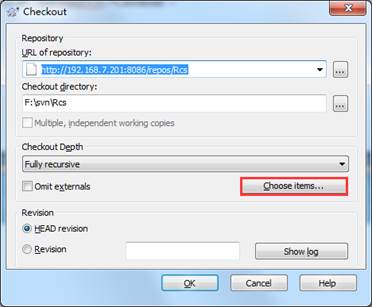 Checkout
Repository
URL of repository:
http://192.168.7.201:8086/repos/Rcs
...
Checkout directory:
F:\svn\Rcs
...
Multiple, independent working copies
Checkout Depth
Fully recursive
Omit externals
Choose items...
Revision
HEAD revision
Revision
Show log
OK
Cancel
Help